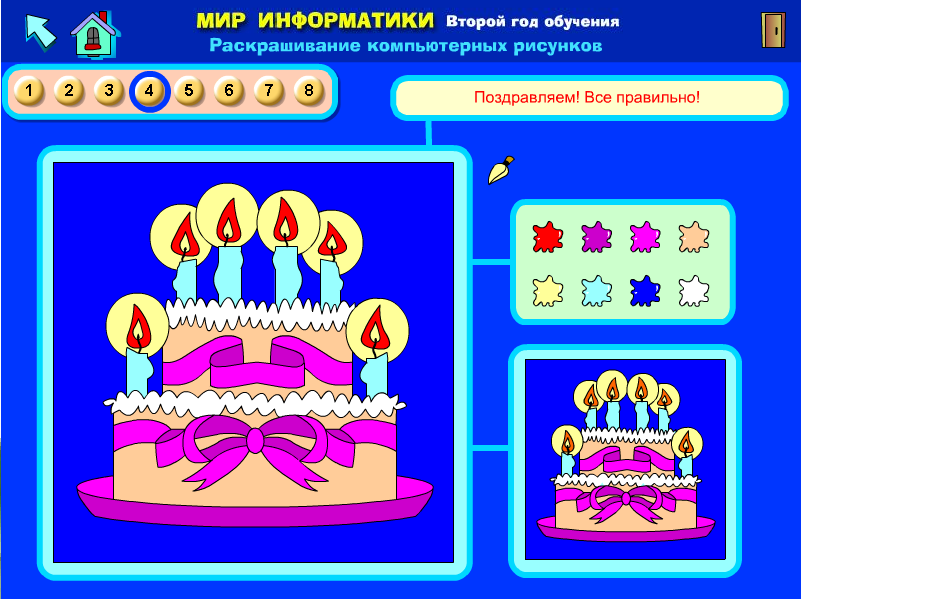 МИР ИНФОРМАТИКИ Второй год обучения
Раскрашивание компьютерных рисунков
1 2 3 4 5 6 7 8
Поздравляем! Все правильно!